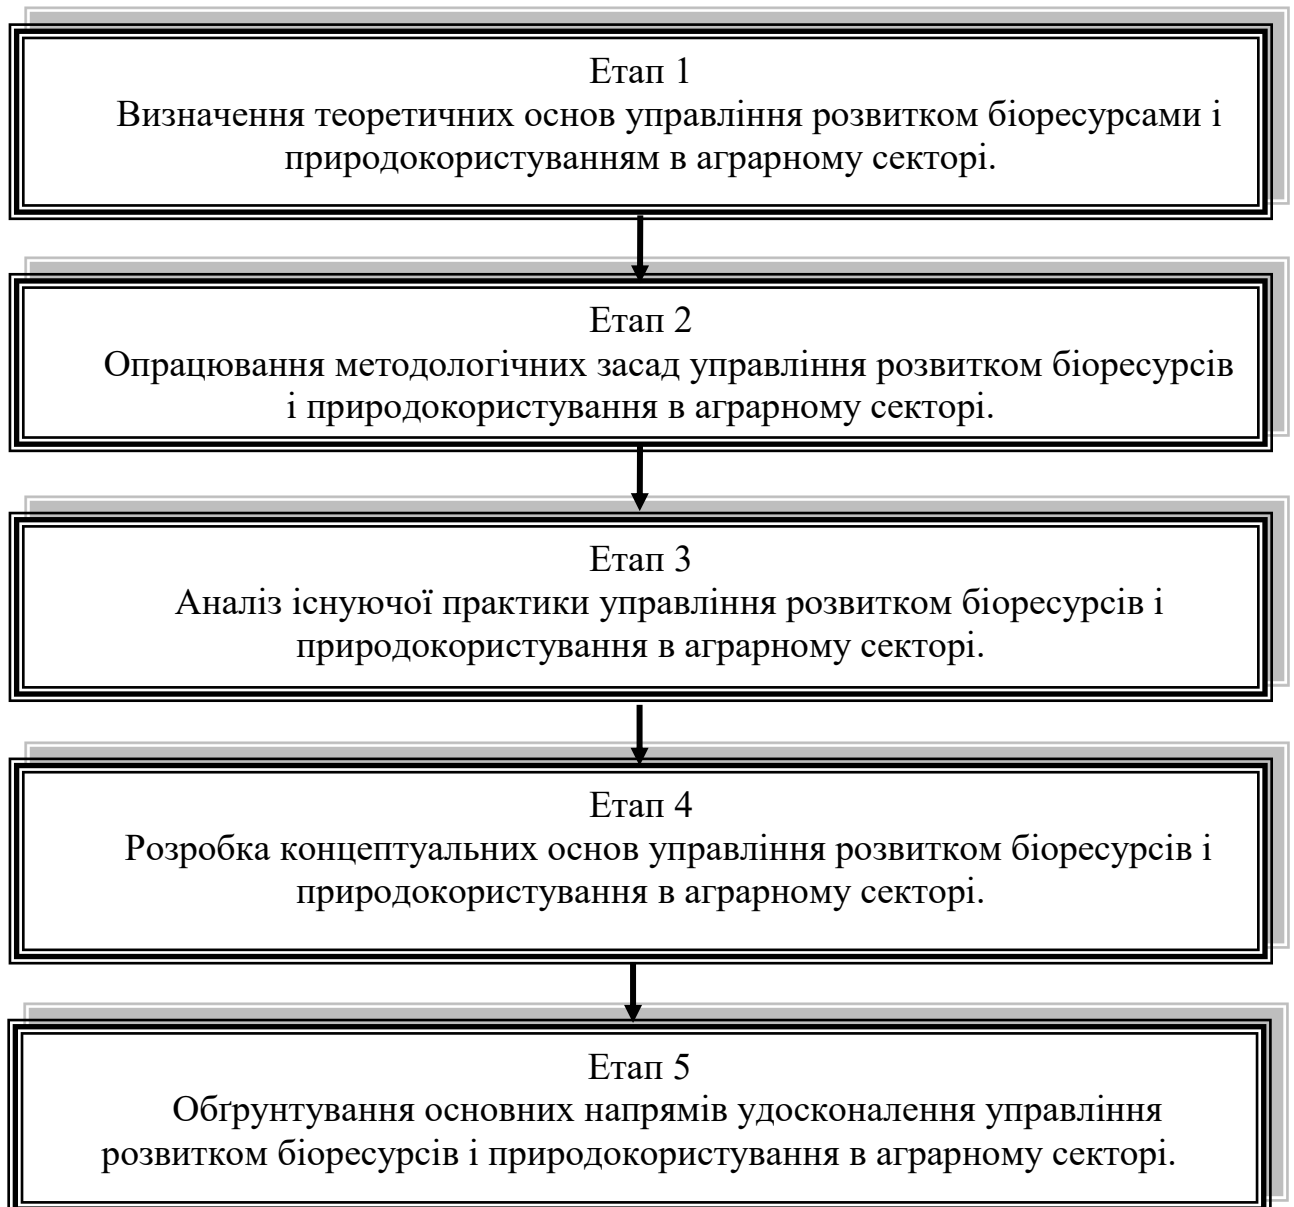 Етап 1
Визначення теоретичних основ управління розвитком біоресурсами і
природокористуванням в аграрному секторі.
Етап 2
Опрацювання методологічних засад управління розвитком біоресурсів
і природокористування в аграрному секторі.
Етап 3
Аналіз існуючої практики управління розвитком біоресурсів і
природокористування в аграрному секторі.
Етап 4
Розробка концептуальних основ управління розвитком біоресурсів і
природокористування в аграрному секторі.
Етап 5
Обґрунтування основних напрямів удосконалення управління
розвитком біоресурсів і природокористування в аграрному секторі.